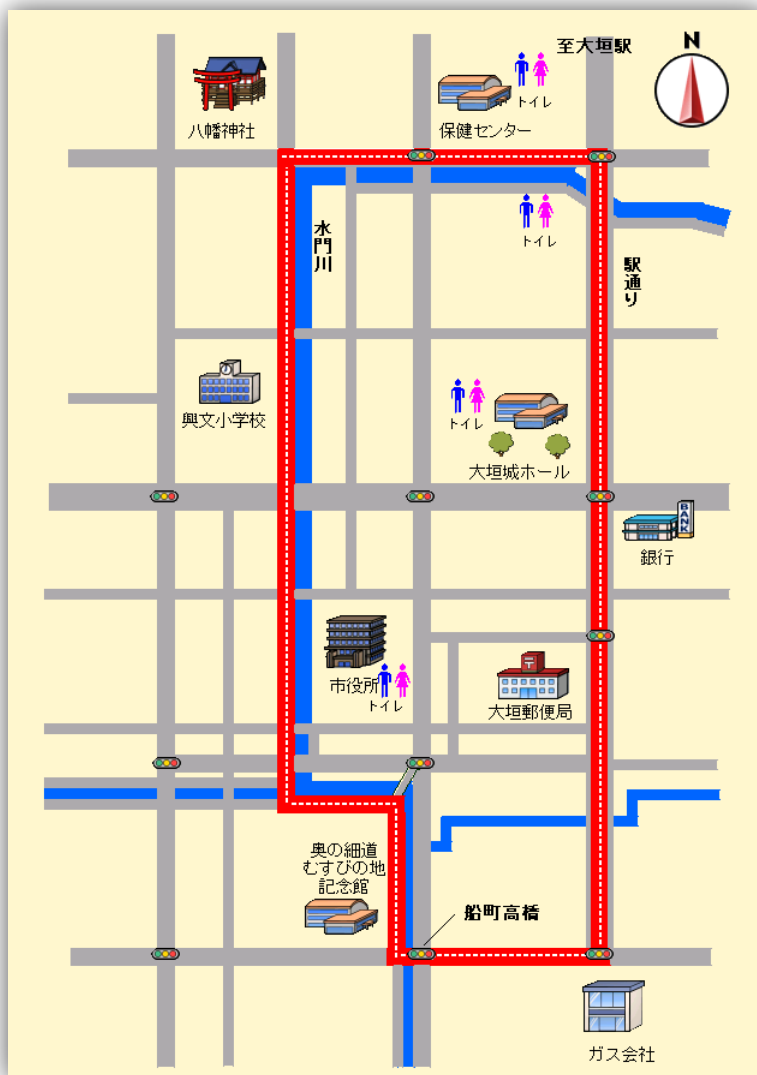 至大垣駅
N
トイレ
八幡神社
保健センター
水門川
トイレ
駅通り
興文小学校
トイレ
大垣城ホール
BANK
銀行
市役所
トイレ
〒
大垣郵便局
奥の細道
むすびの地
記念館
船町高橋
ガス会社